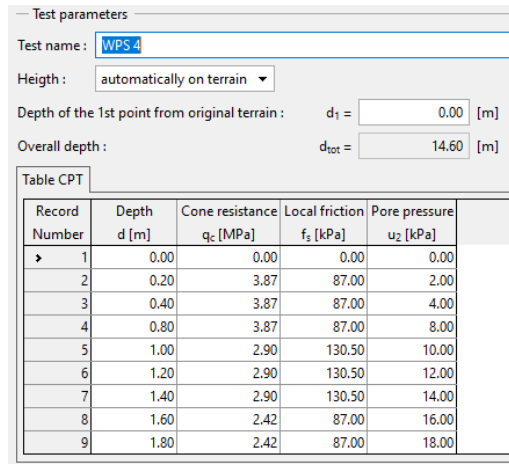 Test parameters
Test name : WPS 4
Heigth : automatically on terrain
Depth of the 1st point from original terrain : d1 = 0.00 [m]
Overall depth : dtot = 14.60 [m]
Table CPT
Record Number Depth d [m] Cone resistance qc [MPa] Local friction fs [kPa] Pore pressure u2 [kPa]
> 1 0.00 0.00 0.00 0.00
2 0.20 3.87 87.00 2.00
3 0.40 3.87 87.00 4.00
4 0.80 3.87 87.00 8.00
5 1.00 2.90 130.50 10.00
6 1.20 2.90 130.50 12.00
7 1.40 2.90 130.50 14.00
8 1.60 2.42 87.00 16.00
9 1.80 2.42 87.00 18.00